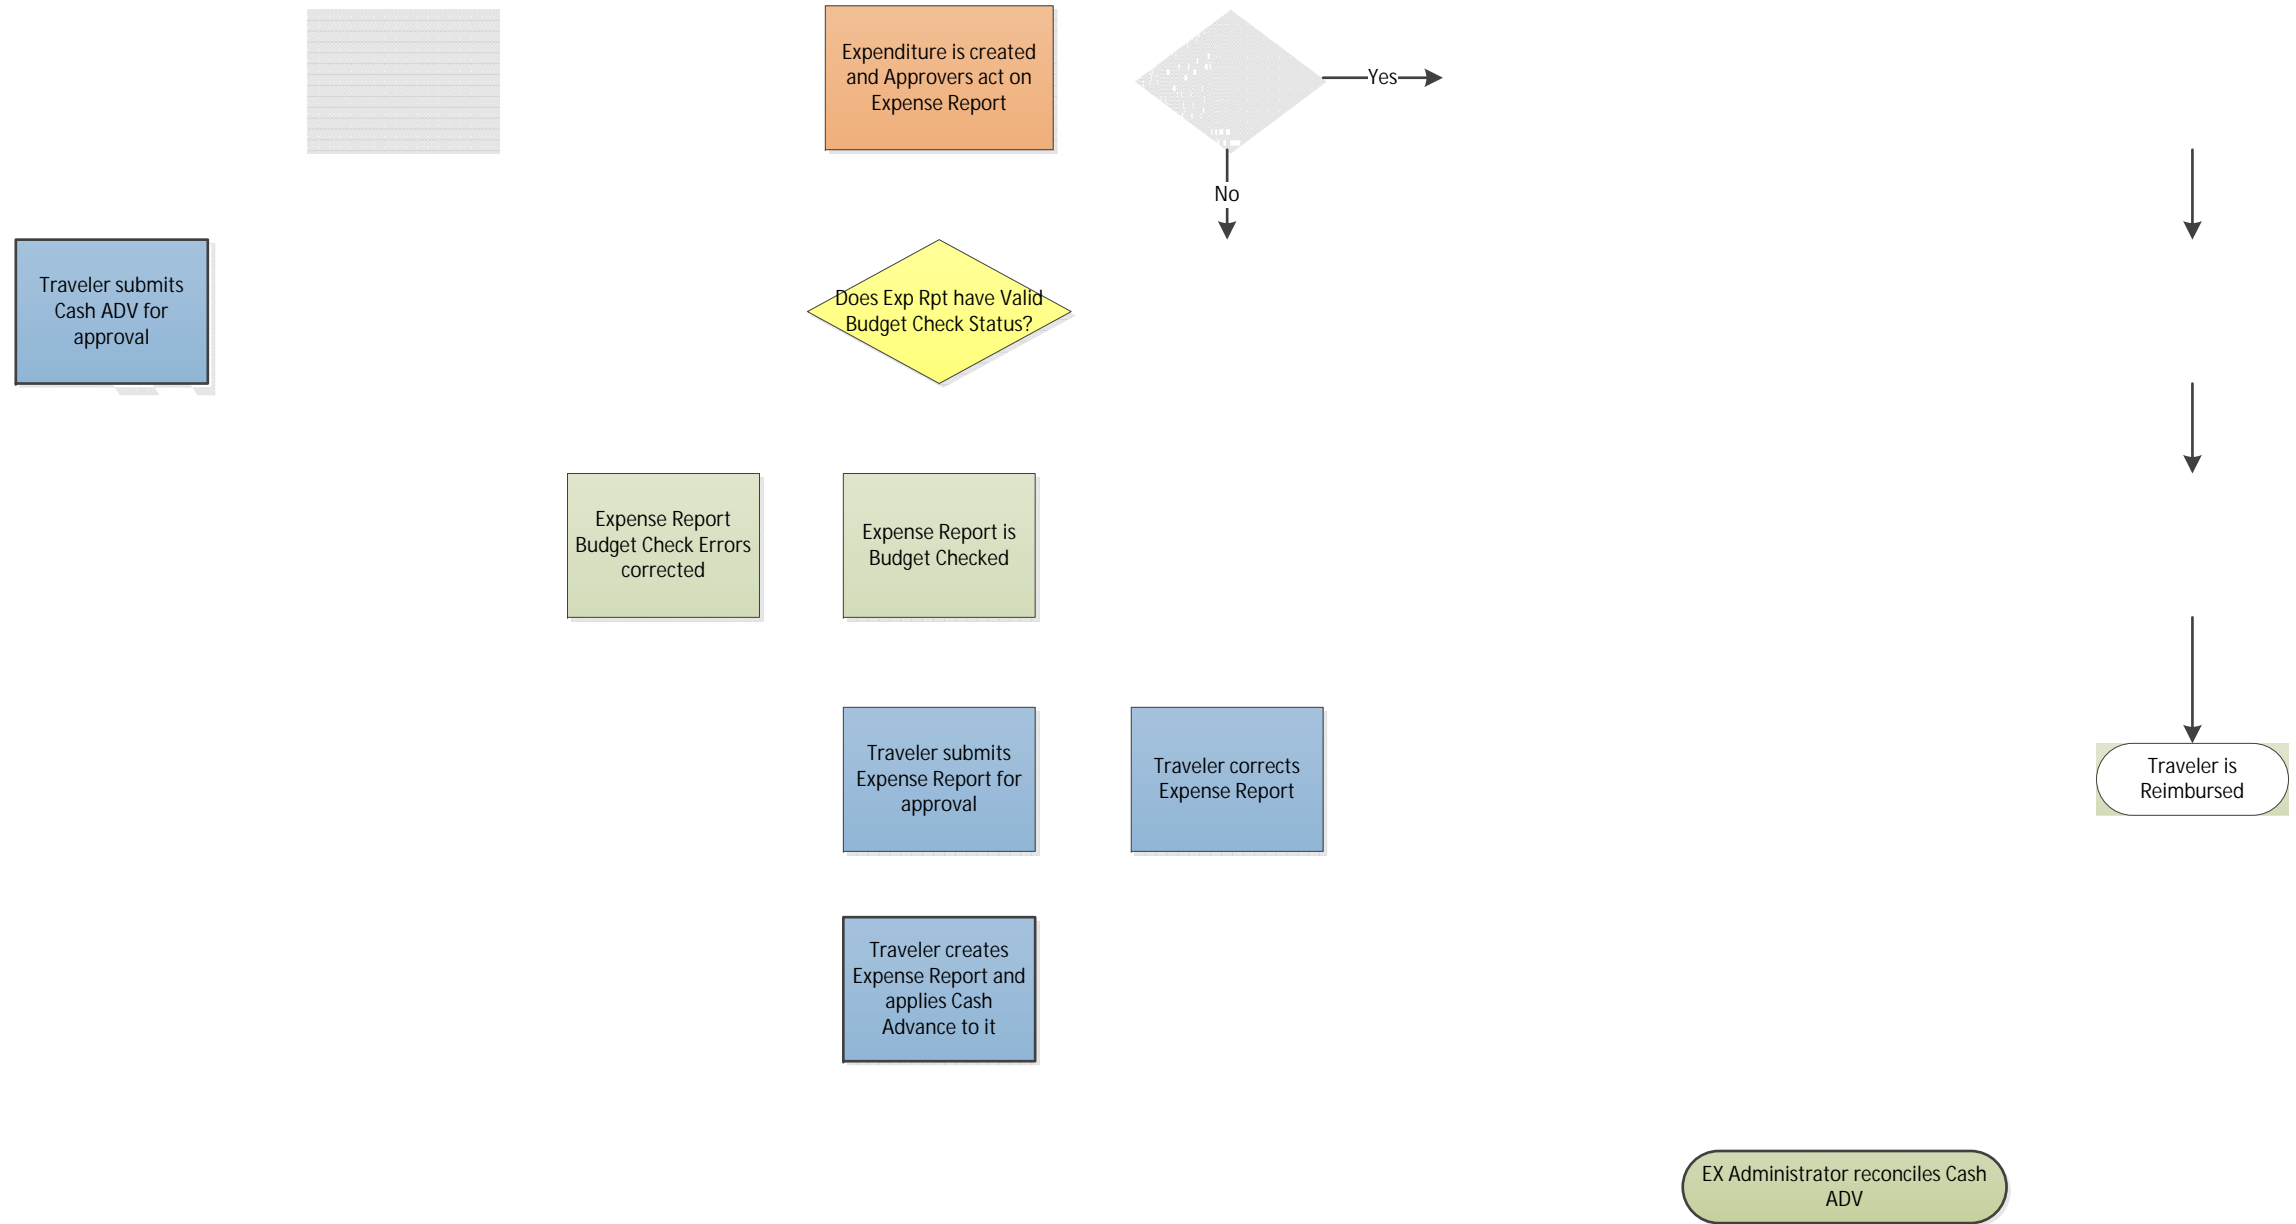 Expenditure is created
and Approvers act on
Expense Report
Yes
No
Traveler submits
Cash ADV for
approval
Does Exp Rpt have Valid
Budget Check Status?
Expense Report
Budget Check Errors
corrected
Expense Report is
Budget Checked
Traveler submits
Expense Report for
approval
Traveler corrects
Expense Report
Traveler is
Reimbursed
Traveler creates
Expense Report and
applies Cash
Advance to it
EX Administrator reconciles Cash
ADV